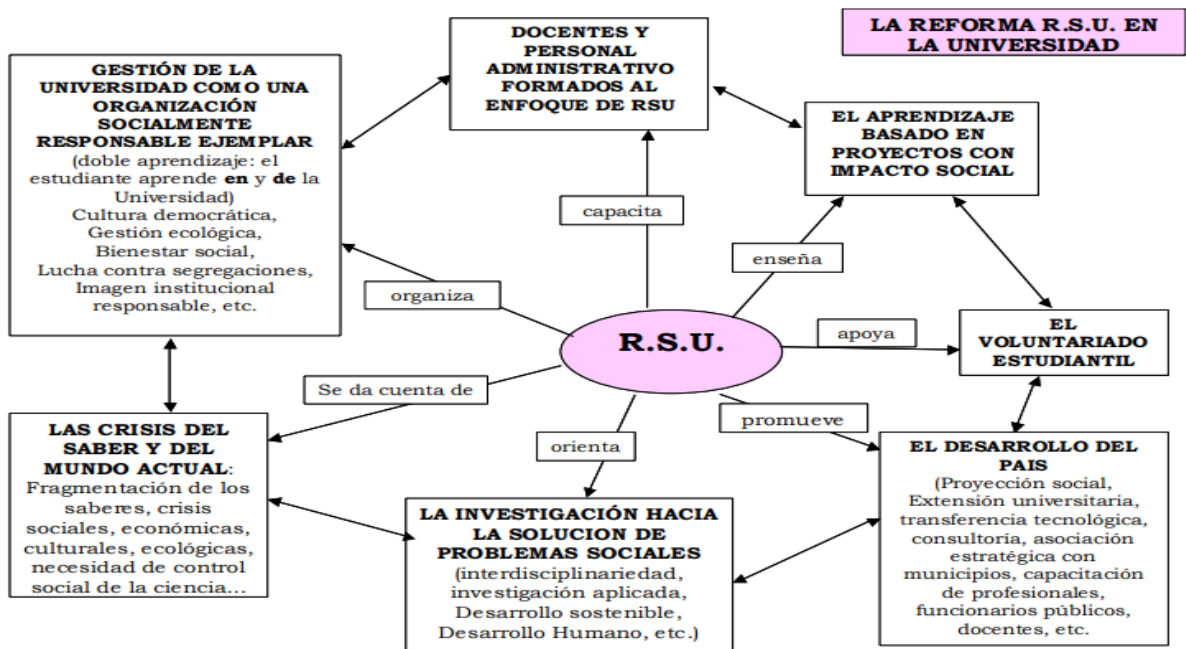 LA REFORMA R.S.U. EN
LA UNIVERSIDAD
DOCENTES Y
PERSONAL
ADMINISTRATIVO
FORMADOS AL
ENFOQUE DE RSU
GESTIÓN DE LA
UNIVERSIDAD COMO UNA
ORGANIZACIÓN
SOCIALMENTE
RESPONSABLE EJEMPLAR
(doble aprendizaje: el
estudiante aprende en y de la
Universidad)
Cultura democrática,
Gestión ecológica,
Bienestar social,
Lucha contra segregaciones,
Imagen institucional
responsable, etc.
EL APRENDIZAJE
BASADO EN
PROYECTOS CON
IMPACTO SOCIAL
capacita
enseña
organiza
R.S.U.
apoya
EL
VOLUNTARIADO
ESTUDIANTIL
Se da cuenta de
promueve
orienta
LAS CRISIS DEL
SABER Y DEL
MUNDO ACTUAL:
Fragmentación de los
saberes, crisis
sociales, económicas,
culturales, ecológicas,
necesidad de control
social de la ciencia...
LA INVESTIGACIÓN HACIA
LA SOLUCION DE
PROBLEMAS SOCIALES
(interdisciplinariedad,
investigación aplicada,
Desarrollo sostenible,
Desarrollo Humano, etc.)
EL DESARROLLO DEL
PAIS
(Proyección social,
Extensión universitaria,
transferencia tecnológica,
consultoría, asociación
estratégica con
municipios, capacitación
de profesionales,
funcionarios públicos,
docentes, etc.